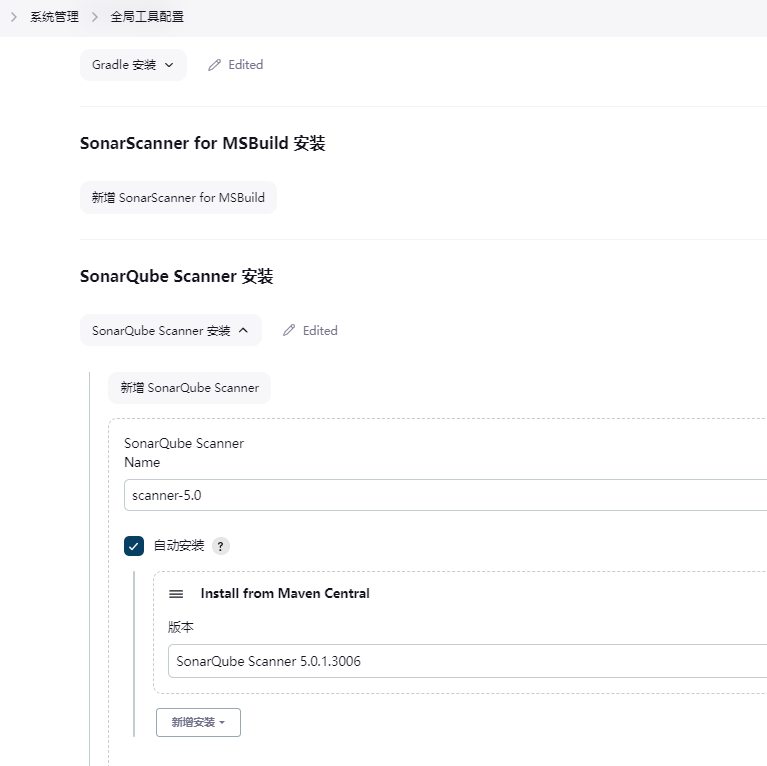 系统管理 全局工具配置
Gradle 安装 Edited
SonarScanner for MSBuild 安装
新增 SonarScanner for MSBuild
SonarQube Scanner 安装
SonarQube Scanner 安装 Edited
新增 SonarQube Scanner
SonarQube Scanner
Name
scanner-5.0
自动安装 ?
Install from Maven Central
版本
SonarQube Scanner 5.0.1.3006
新增安装